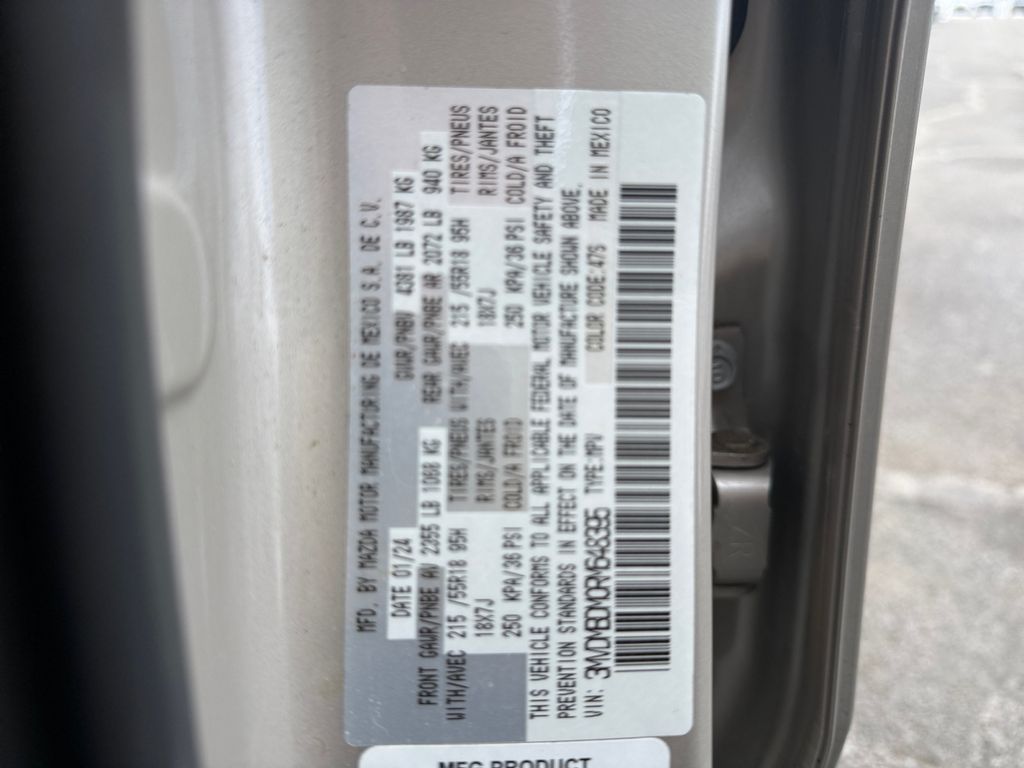 MFD. BY MAZDA MOTOR MANUFACTURING DE MEXICO S.A. DE C.V.
DATE 01/24 GVWR/PNBV 4381 LB 1987 KG
FRONT GAWR/PNBE AV 2355 LB 1068 KG REAR GAWR/PNBE AR 2072 LB 940 KG
WITH/AVEC 215 /55R18 95H TIRES/PNEUS WITH/AVEC 215 /55R18 95H TIRES/PNEUS
18X7J RIMS/JANTES 18X7J RIMS/JANTES
250 KPA/36 PSI COLD/A FROID 250 KPA/36 PSI COLD/A FROID
THIS VEHICLE CONFORMS TO ALL APPLICABLE FEDERAL MOTOR VEHICLE SAFETY AND THEFT
PREVENTION STANDARDS IN EFFECT ON THE DATE OF MANUFACTURE SHOWN ABOVE.
VIN: TYPE:MPV COLOR CODE:47S MADE IN MEXICO
MFG PRODUCT